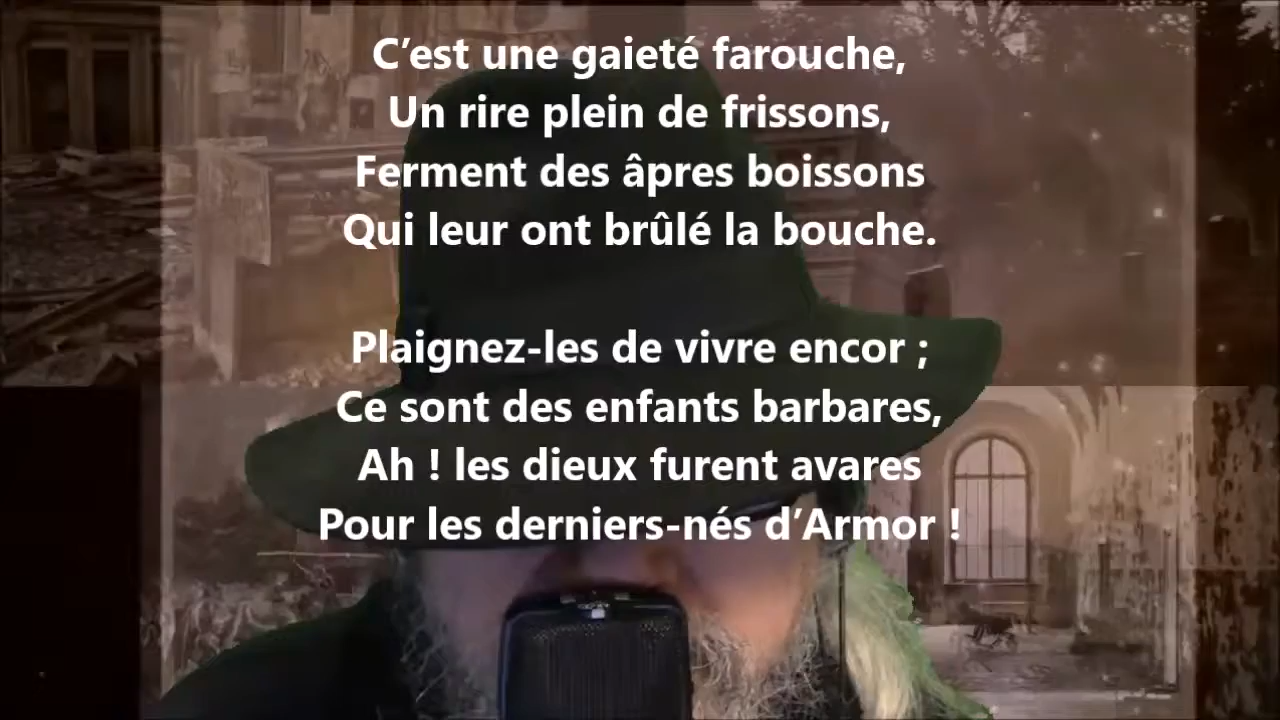 C’est une gaieté farouche,
Un rire plein de frissons,
Ferment des âpres boissons
Qui leur ont brûlé la bouche.
Plaignez-les de vivre encor ;
Ce sont des enfants barbares,
Ah ! les dieux furent avares
Pour les derniers-nés d’Armor !